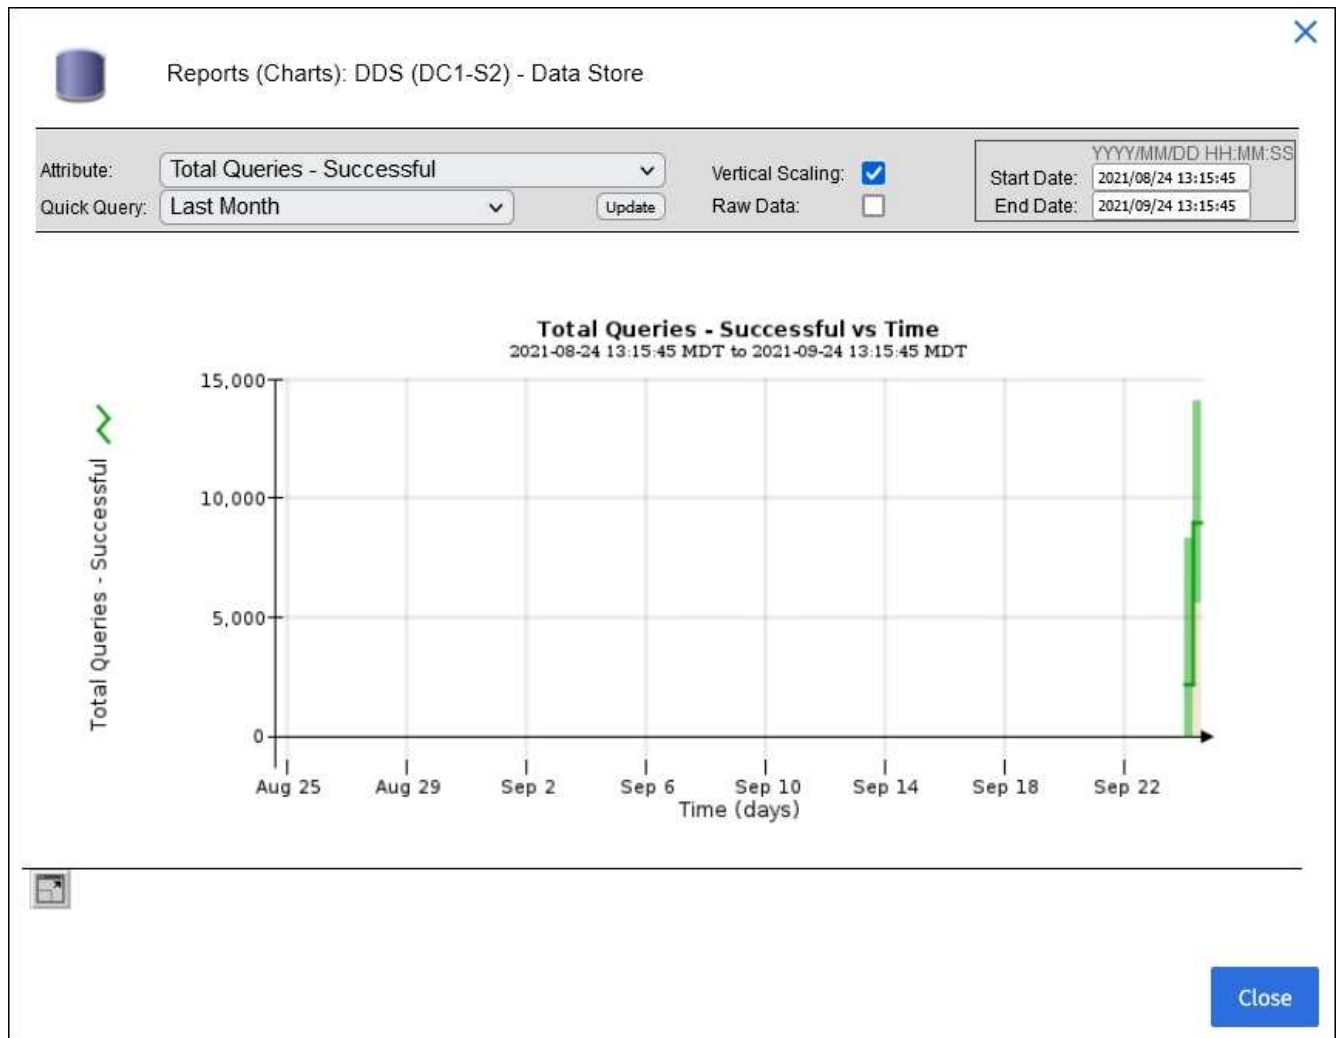 Reports (Charts): DDS (DC1-S2) - Data Store
Attribute: Total Queries - Successful Vertical Scaling: YYYY/MM/DD HH:MM:SS
Start Date: 2021/08/24 13:15:45
Quick Query: Last Month Update Raw Data: End Date: 2021/09/24 13:15:45
Total Queries - Successful vs Time
2021-08-24 13:15:45 MDT to 2021-09-24 13:15:45 MDT
Total Queries - Successful
15,000
10,000
5,000
0
Aug 25 Aug 29 Sep 2 Sep 6 Sep 10 Sep 14 Sep 18 Sep 22
Time (days)
Close